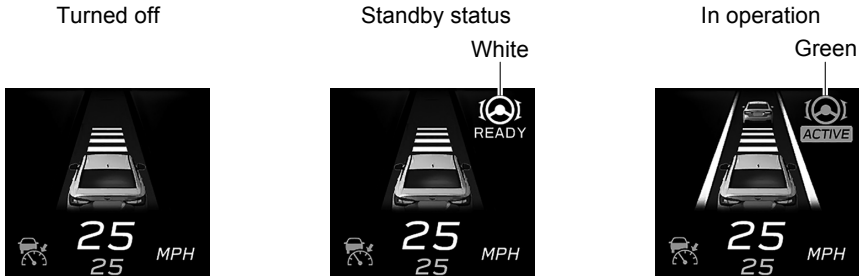 Turned off
25
MPH
25
Standby status
White
READY
25
MPH
25
In operation
Green
ACTIVE
25
MPH
25